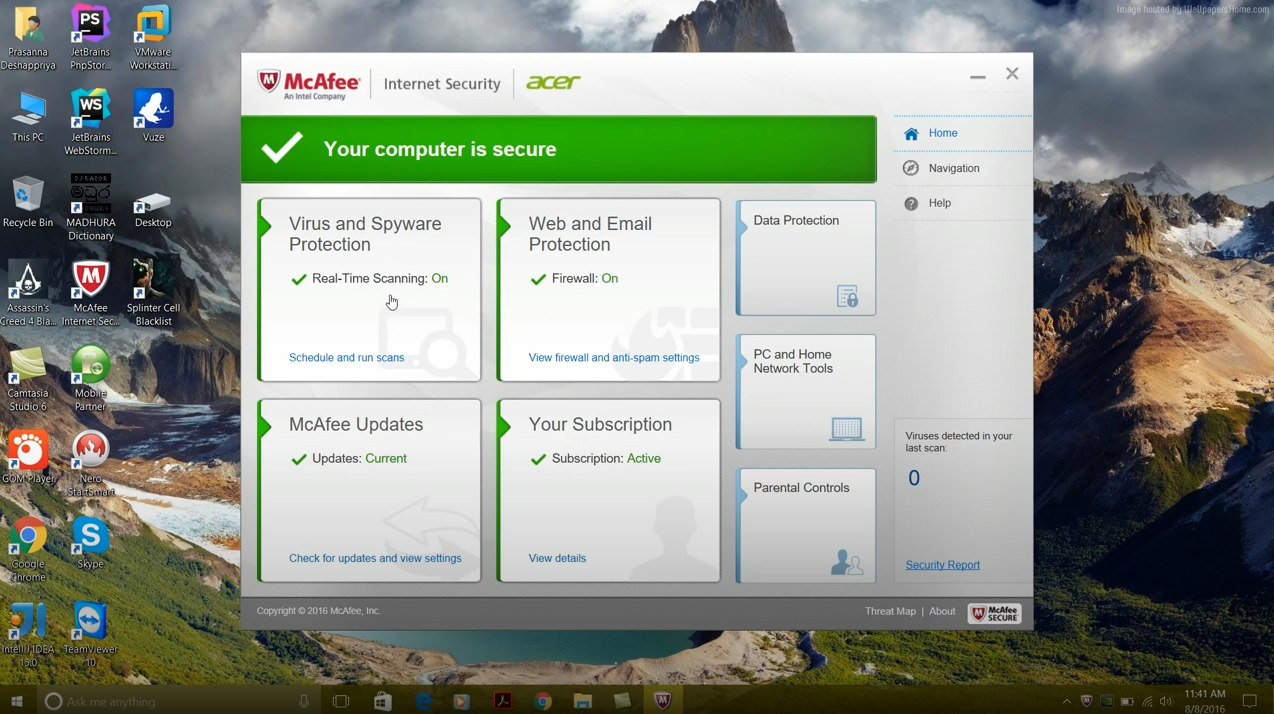 Image hosted by WallpapersHome.com
Prasanna
Desnappriya
PS
JetBrains
PhpStor...
VMware
Workstati...
This PC
WS
JetBrains
WebStorm...
Vuze
Recycle Bin
මධුර
MADHURA
Dictionary
Desktop
Assassin's
Creed 4 Bla...
McAfee
Internet Sec...
Splinter Cell
Blacklist
Camtasia
Studio 6
Mobile
Partner
GOM Player
Nero
StartSmart
Google
Chrome
Skype
IntelliJ IDEA
15.0
TeamViewer
10
McAfee
An Intel Company
Internet Security
acer
Your computer is secure
Virus and Spyware
Protection
Real-Time Scanning: On
Schedule and run scans
Web and Email
Protection
Firewall: On
View firewall and anti-spam settings
Data Protection
PC and Home
Network Tools
Parental Controls
McAfee Updates
Updates: Current
Check for updates and view settings
Your Subscription
Subscription: Active
View details
Home
Navigation
Help
Viruses detected in your
last scan:
0
Security Report
Copyright © 2016 McAfee, Inc.
Threat Map | About
McAfee
SECURE
Ask me anything
11:41 AM
8/8/2016